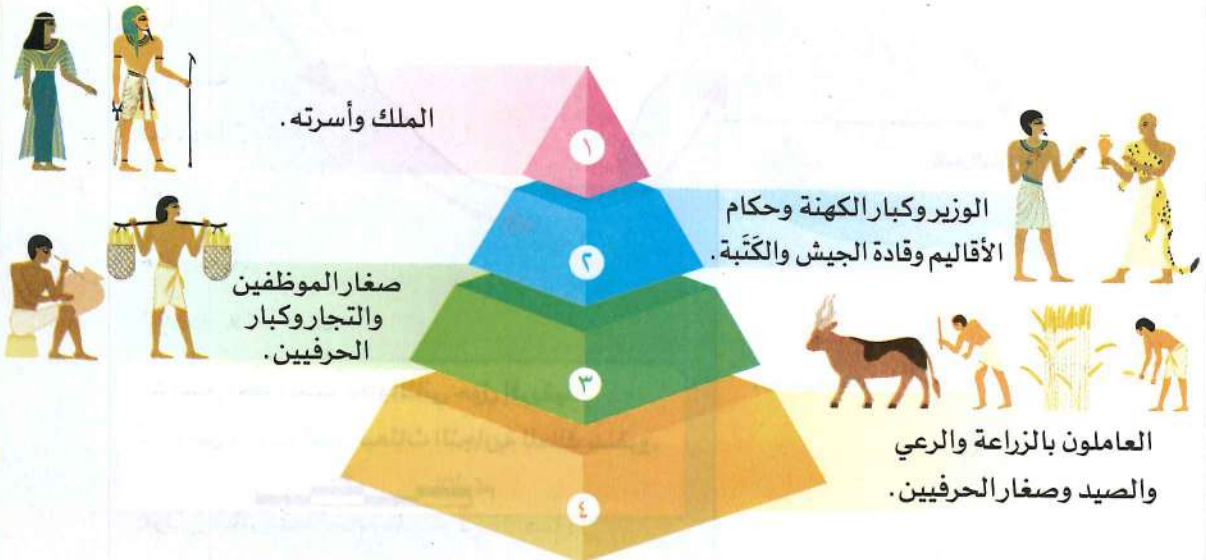 الملك وأسرته.
١
الوزير وكبار الكهنة وحكام
الأقاليم وقادة الجيش والكَتَبة.
٢
صغار الموظفين
والتجار وكبار
الحرفيين.
٣
العاملون بالزراعة والرعي
والصيد وصغار الحرفيين.
٤